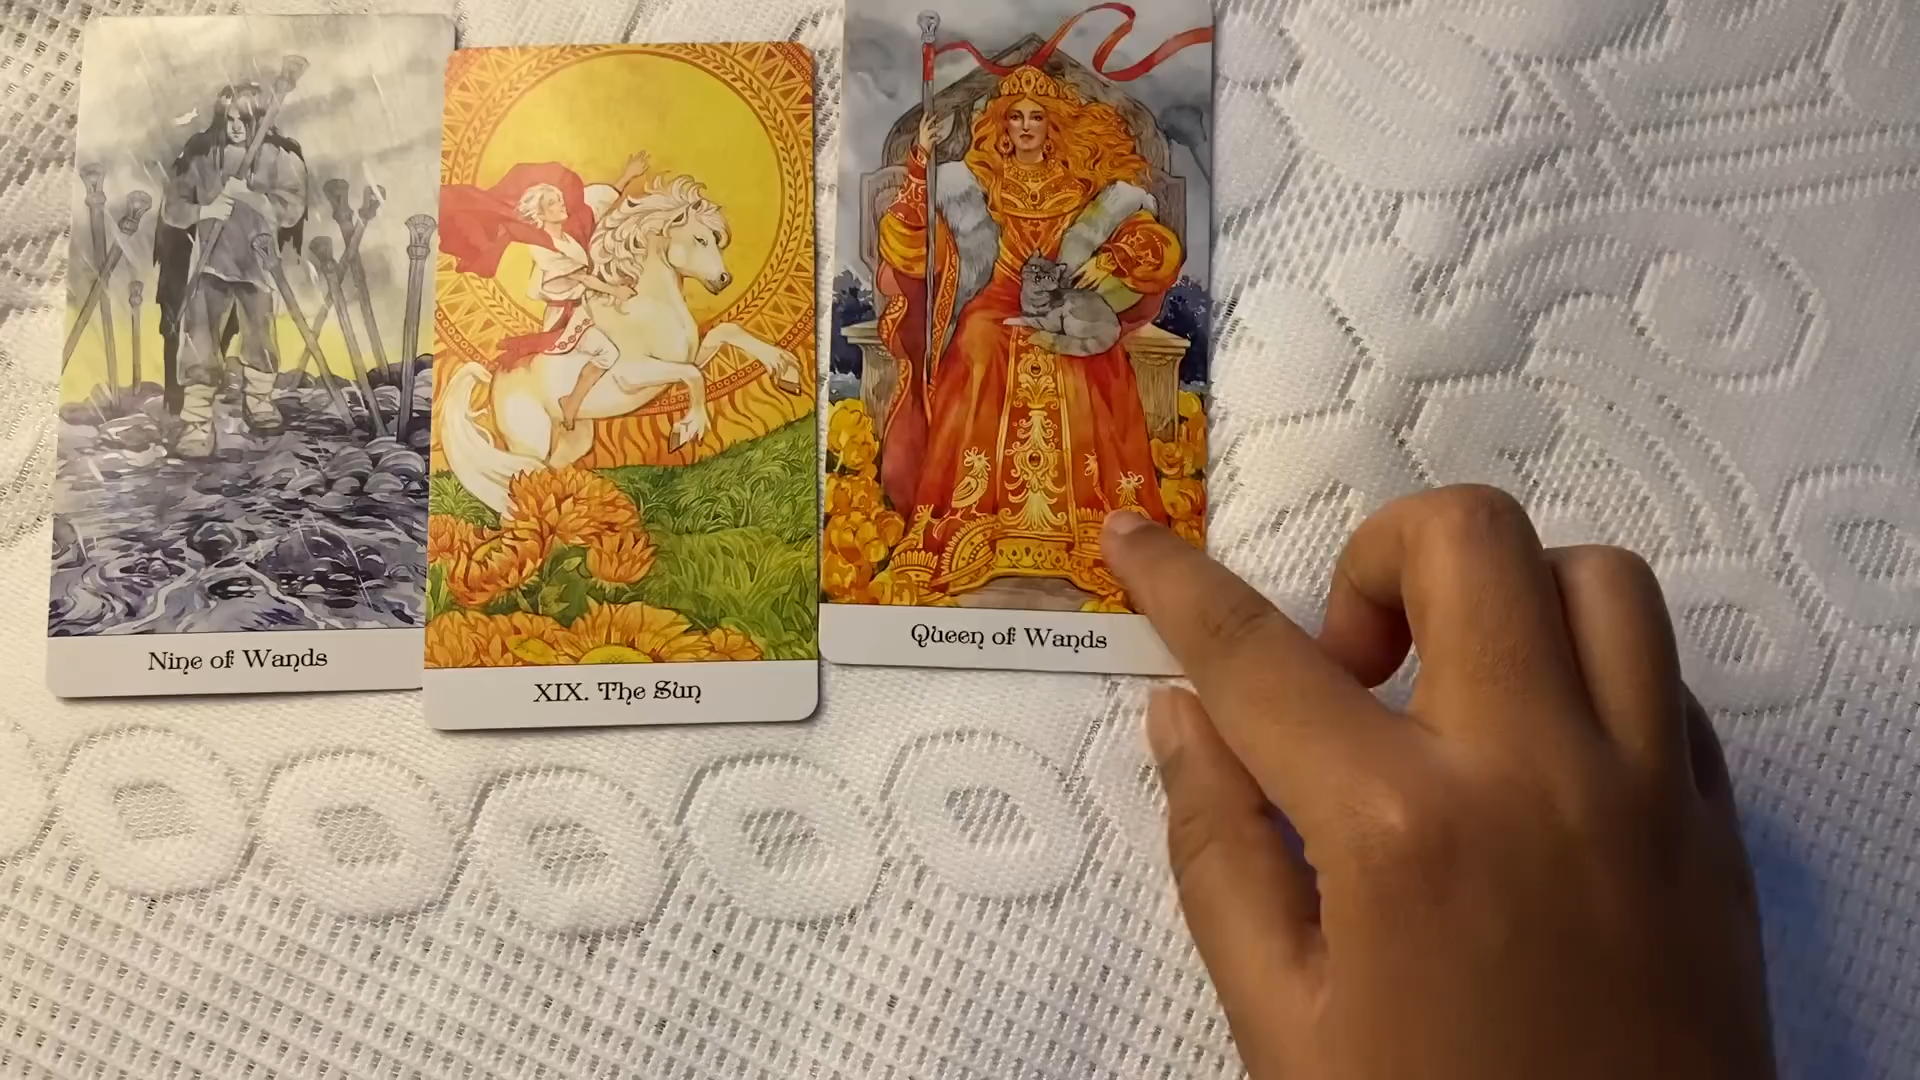 Nine of Wands
XIX. The Sun
Queen of Wands